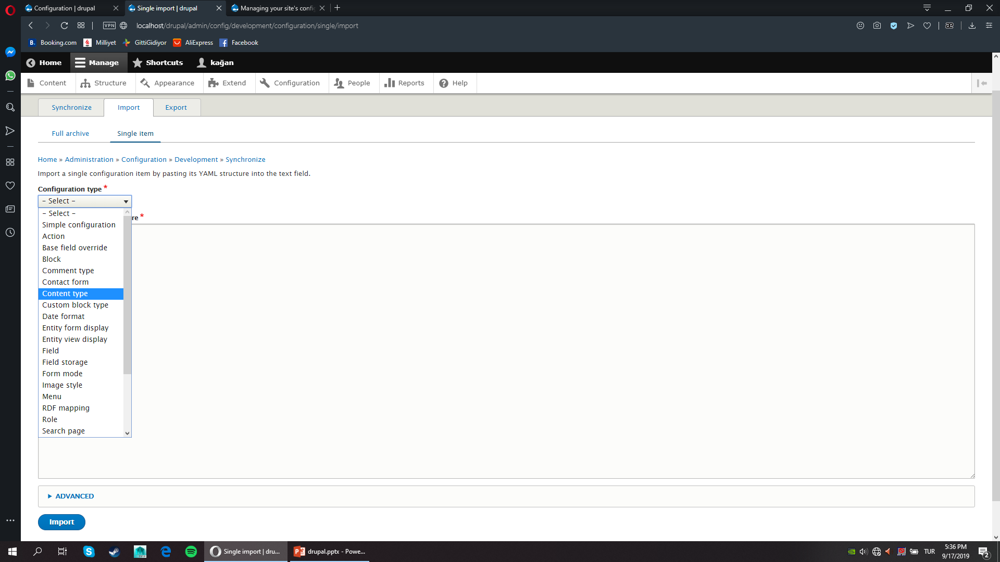 Configuration | drupal
Single import | drupal
Managing your site's confi
VPN
localhost/drupal/admin/config/development/configuration/single/import
B. Booking.com
Milliyet
GittiGidiyor
AliExpress
Facebook
Home
Manage
Shortcuts
kağan
Content
Structure
Appearance
Extend
Configuration
People
Reports
Help
Synchronize
Import
Export
Full archive
Single item
Home » Administration » Configuration » Development » Synchronize
Import a single configuration item by pasting its YAML structure into the text field.
Configuration type *
- Select -
re *
- Select -
Simple configuration
Action
Base field override
Block
Comment type
Contact form
Content type
Custom block type
Date format
Entity form display
Entity view display
Field
Field storage
Form mode
Image style
Menu
RDF mapping
Role
Search page
ADVANCED
Import
Single import | dru...
drupal.pptx - Powe...
TUR
5:36 PM
9/17/2019
2